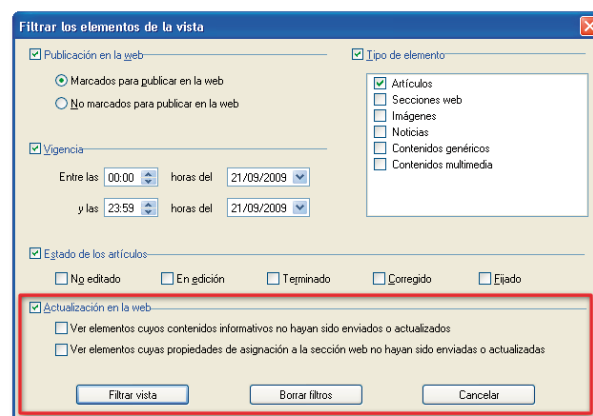 Filtrar los elementos de la vista
Publicación en la web
Marcados para publicar en la web
No marcados para publicar en la web
Tipo de elemento
Artículos
Secciones web
Imágenes
Noticias
Contenidos genéricos
Contenidos multimedia
Vigencia
Entre las 00:00 horas del 21/09/2009
y las 23:59 horas del 21/09/2009
Estado de los artículos
No editado En edición Terminado Corregido Fijado
Actualización en la web
Ver elementos cuyos contenidos informativos no hayan sido enviados o actualizados
Ver elementos cuyas propiedades de asignación a la sección web no hayan sido enviadas o actualizadas
Filtrar vista Borrar filtros Cancelar